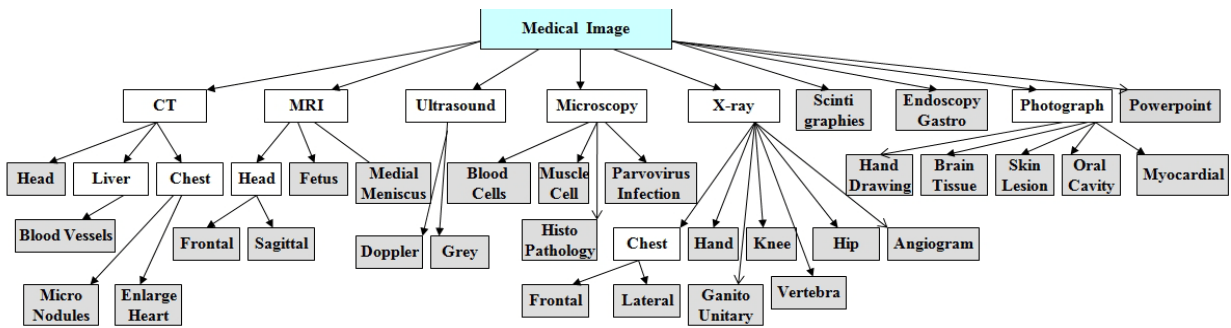 Medical Image
CT
MRI
Ultrasound
Microscopy
X-ray
Scinti
graphies
Endoscopy
Gastro
Photograph
Powerpoint
Head
Liver
Chest
Head
Fetus
Medial
Meniscus
Blood
Cells
Muscle
Cell
Parvovirus
Infection
Hand
Drawing
Brain
Tissue
Skin
Lesion
Oral
Cavity
Myocardial
Blood Vessels
Frontal
Sagittal
Doppler
Grey
Histo
Pathology
Chest
Hand
Knee
Hip
Angiogram
Micro
Nodules
Enlarge
Heart
Frontal
Lateral
Ganito
Unitary
Vertebra